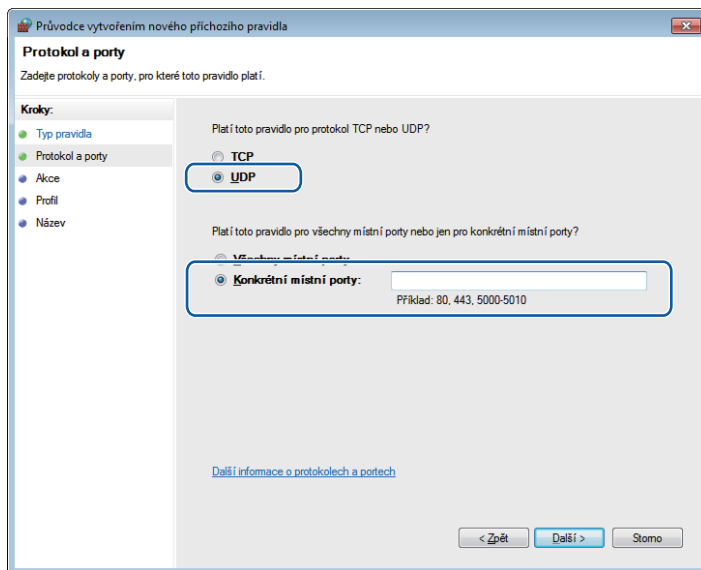 Průvodce vytvořením nového příchozího pravidla
Protokol a porty
Zadejte protokoly a porty, pro které toto pravidlo platí.
Kroky:
Typ pravidla
Protokol a porty
Akce
Profil
Název
Platí toto pravidlo pro protokol TCP nebo UDP?
TCP
UDP
Platí toto pravidlo pro všechny místní porty nebo jen pro konkrétní místní porty?
Všechny místní porty
Konkrétní místní porty:
Příklad: 80, 443, 5000-5010
Další informace o protokolech a portech
< Zpět
Další >
Storno